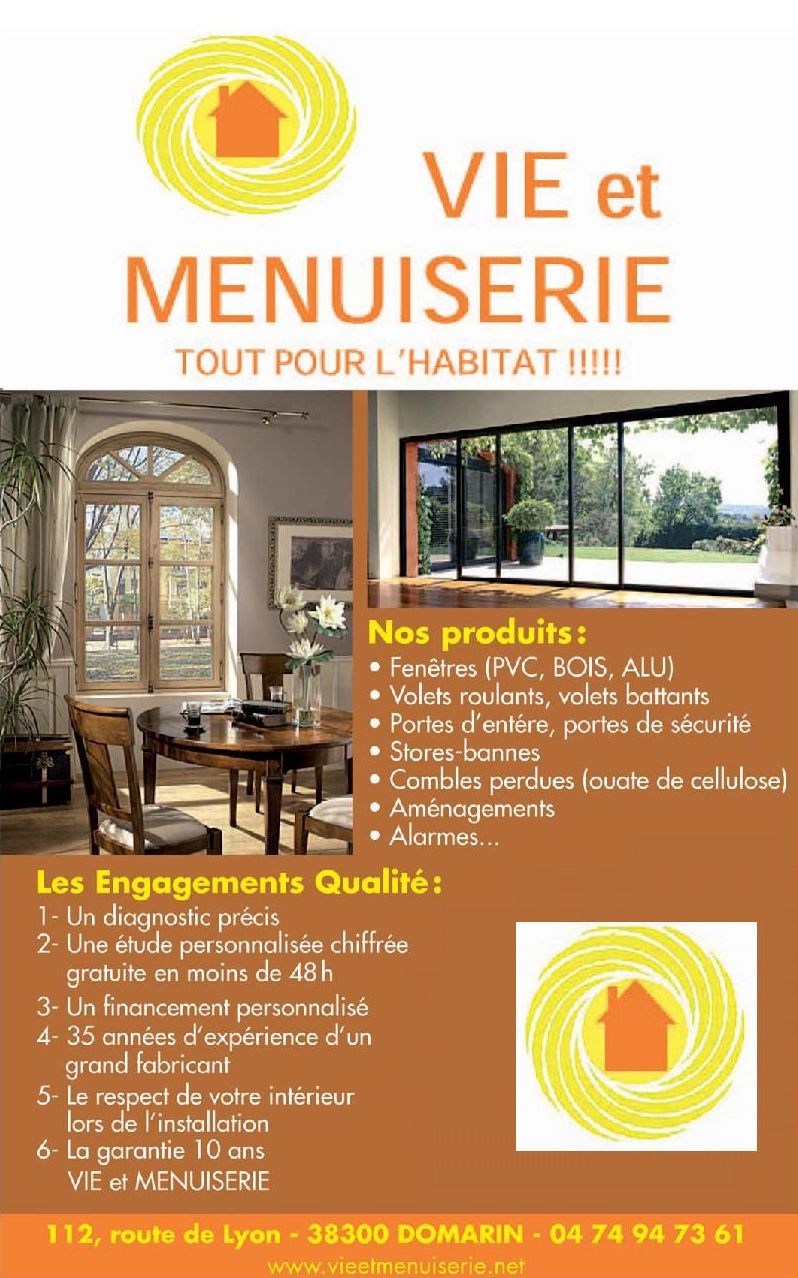 VIE et
MENUISERIE
TOUT POUR L'HABITAT !!!!!
Nos produits :
• Fenêtres (PVC, BOIS, ALU)
• Volets roulants, volets battants
• Portes d'entére, portes de sécurité
• Stores-bannes
• Combles perdues (ouate de cellulose)
• Aménagements
• Alarmes...
Les Engagements Qualité :
1- Un diagnostic précis
2- Une étude personnalisée chiffrée
gratuite en moins de 48 h
3- Un financement personnalisé
4- 35 années d'expérience d'un
grand fabricant
5- Le respect de votre intérieur
lors de l'installation
6- La garantie 10 ans
VIE et MENUISERIE
112, route de Lyon - 38300 DOMARIN - 04 74 94 73 61
www.vieetmenuiserie.net